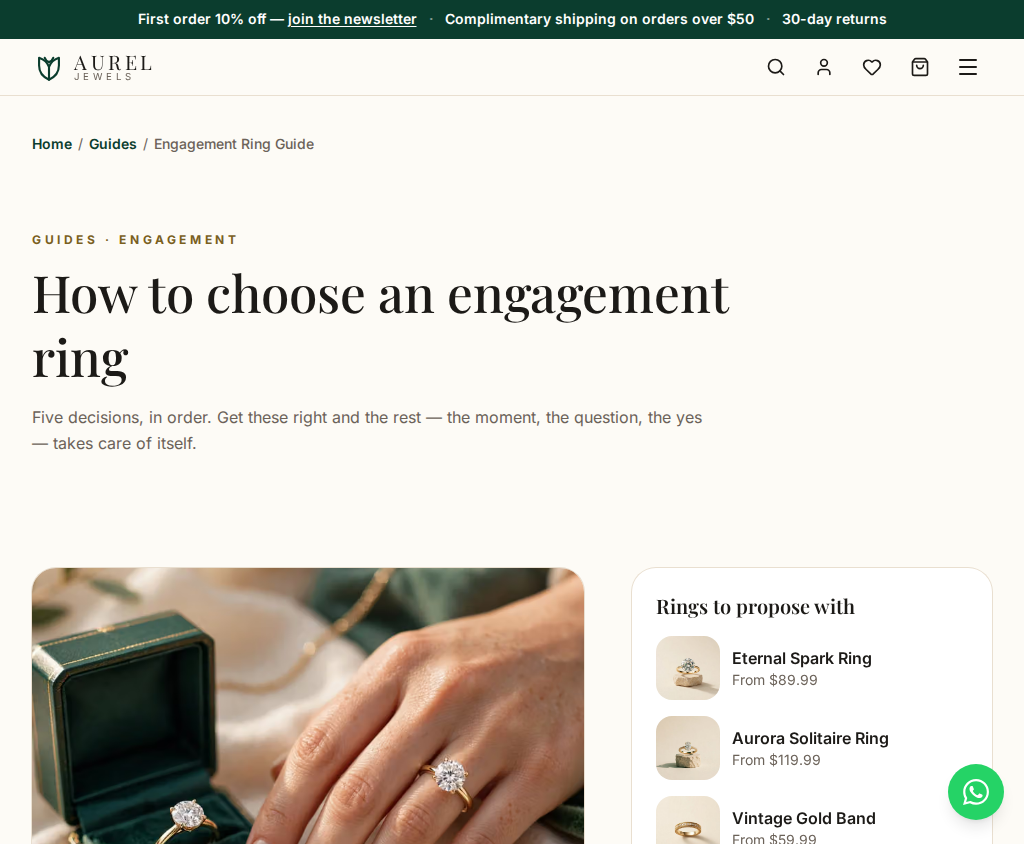 First order 10% off — join the newsletter · Complimentary shipping on orders over $50 · 30-day returns
AUREL
JEWELS
Home / Guides / Engagement Ring Guide
GUIDES · ENGAGEMENT
How to choose an engagement
ring
Five decisions, in order. Get these right and the rest — the moment, the question, the yes
— takes care of itself.
Rings to propose with
Eternal Spark Ring
From $89.99
Aurora Solitaire Ring
From $119.99
Vintage Gold Band
From $59.99